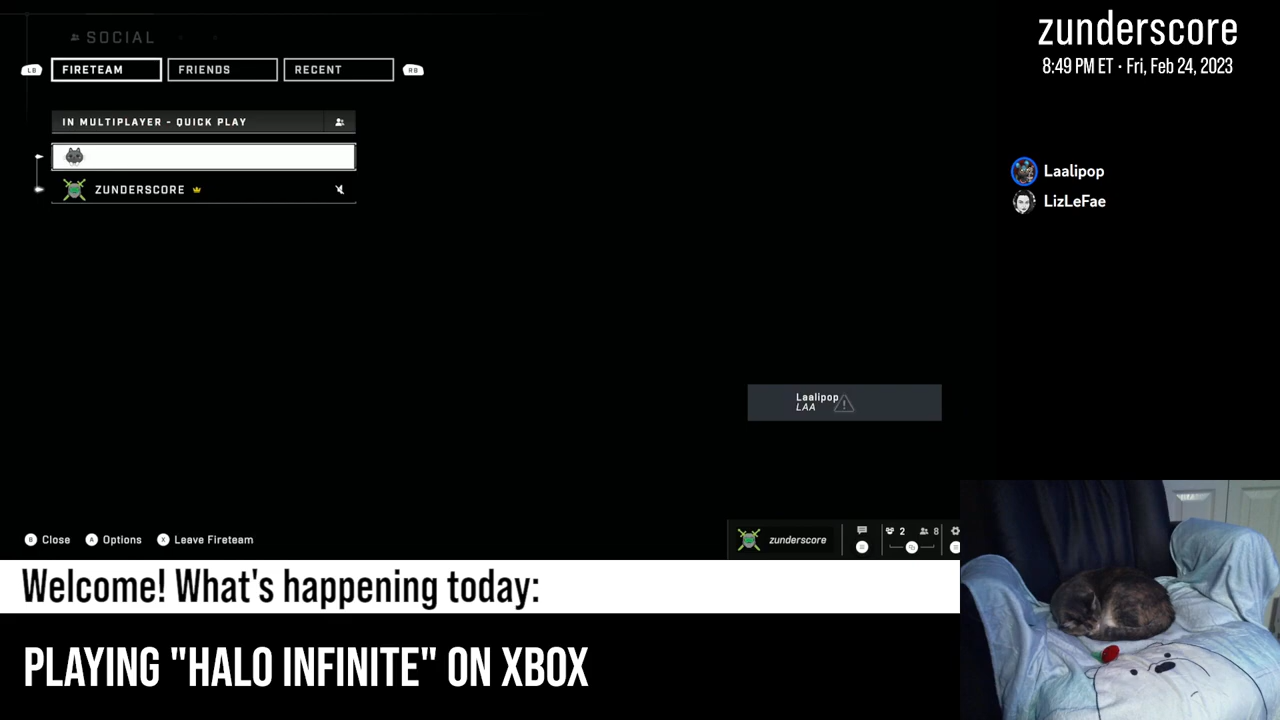 SOCIAL
LB
FIRETEAM
FRIENDS
RECENT
RB
IN MULTIPLAYER - QUICK PLAY
ZUNDERSCORE
Laalipop
LAA
B Close
A Options
X Leave Fireteam
zunderscore
2
8
Welcome! What's happening today:
PLAYING "HALO INFINITE" ON XBOX
zunderscore
8:49 PM ET · Fri, Feb 24, 2023
Laalipop
LizLeFae